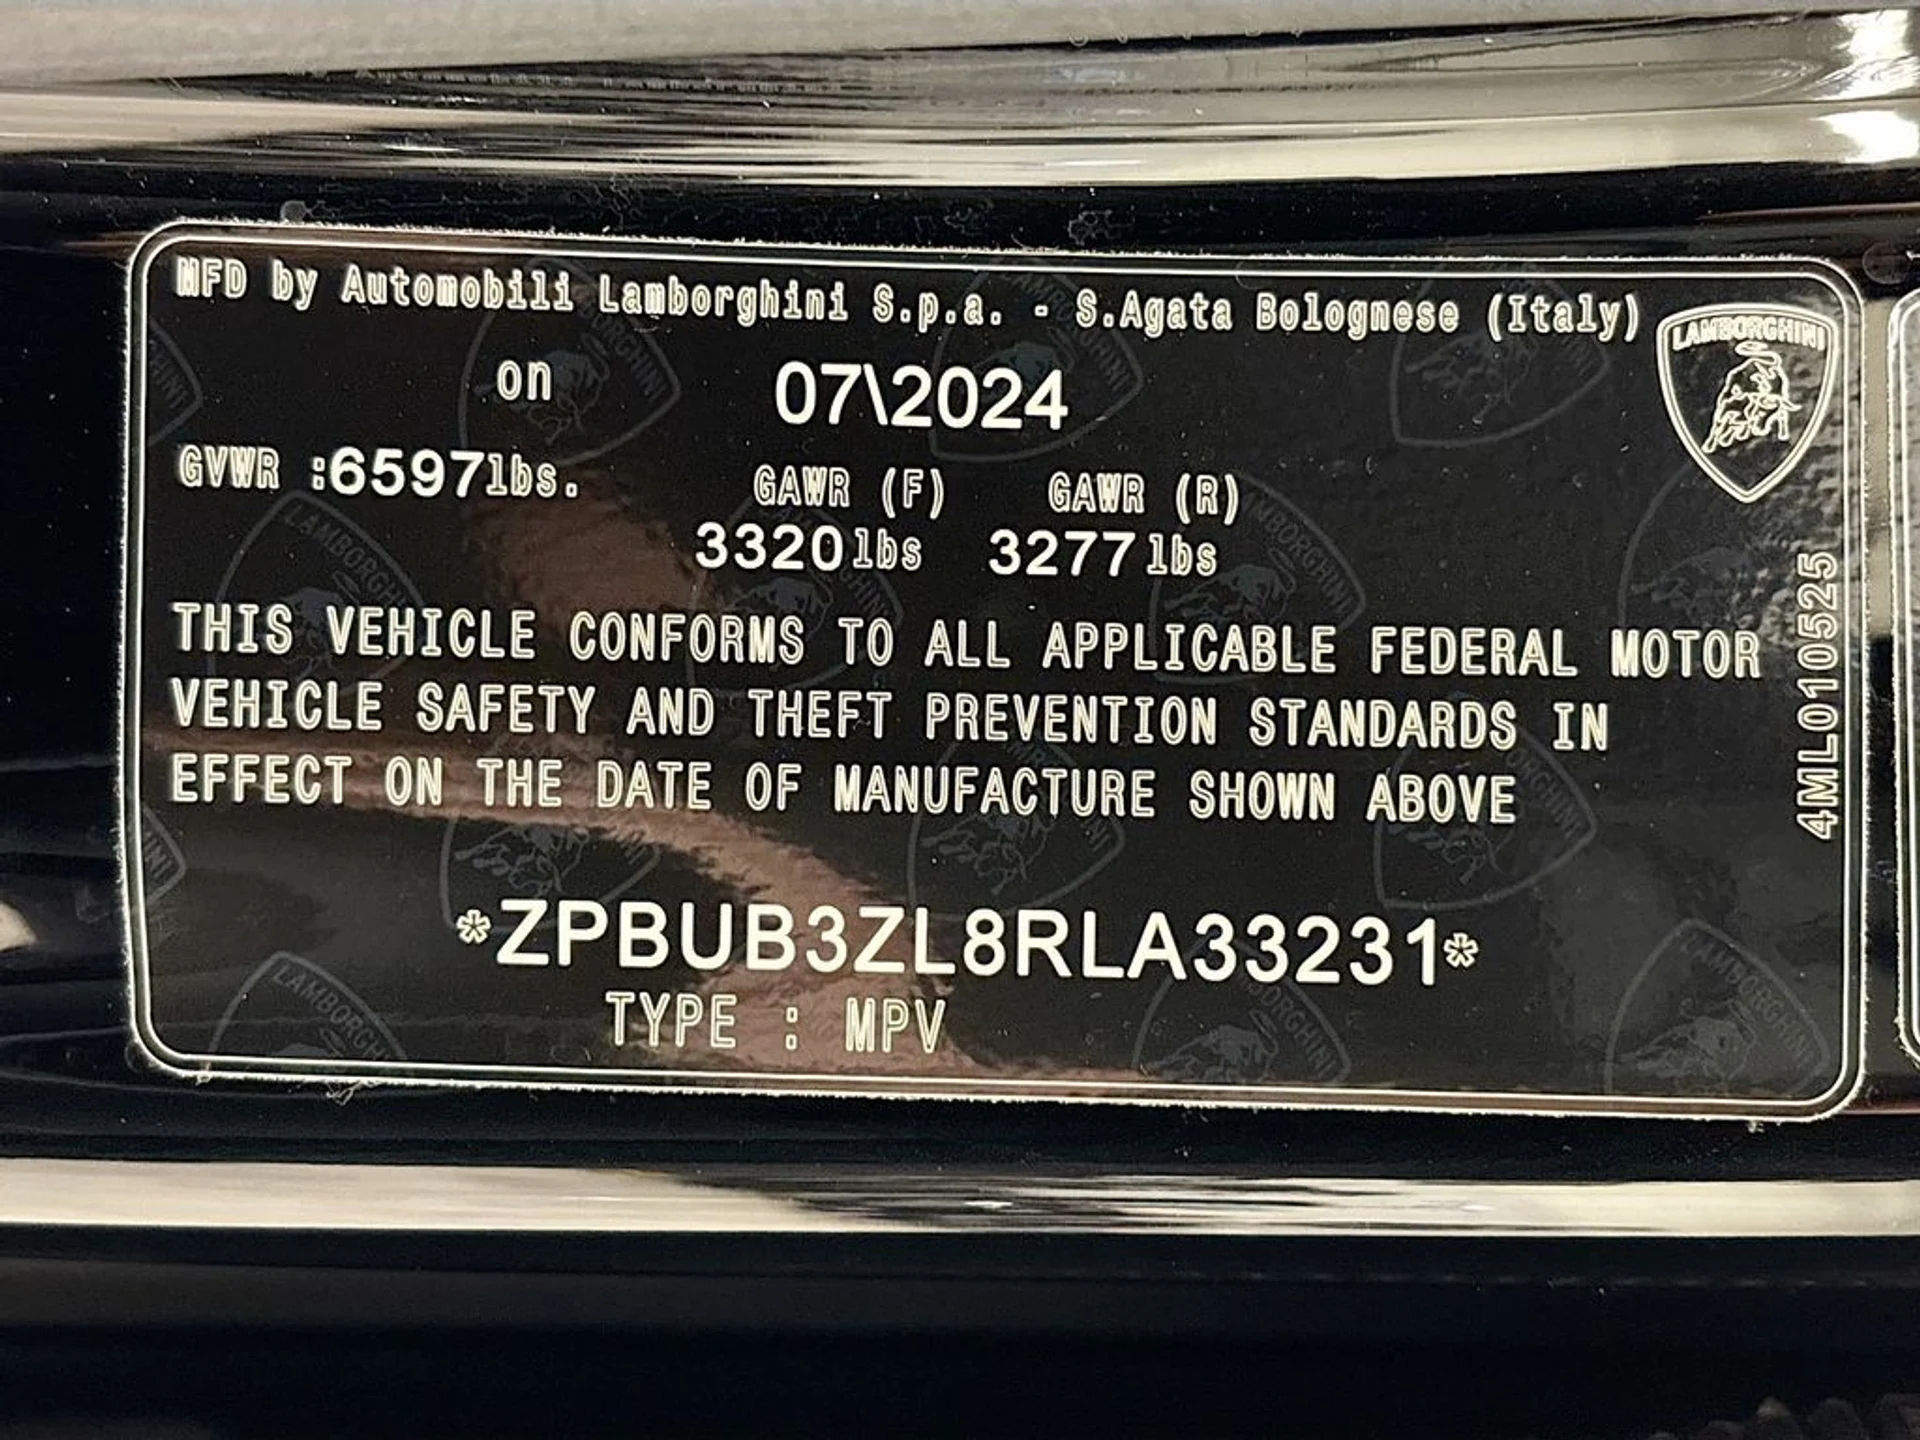 MFD by Automobili Lamborghini S.p.a. - S.Agata Bolognese (Italy)
on 07\2024
GVWR :6597lbs. GAWR (F) GAWR (R)
3320lbs 3277lbs
THIS VEHICLE CONFORMS TO ALL APPLICABLE FEDERAL MOTOR
VEHICLE SAFETY AND THEFT PREVENTION STANDARDS IN
EFFECT ON THE DATE OF MANUFACTURE SHOWN ABOVE
*ZPBUB3ZL8RLA33231*
TYPE : MPV
LAMBORGHINI
4ML010525